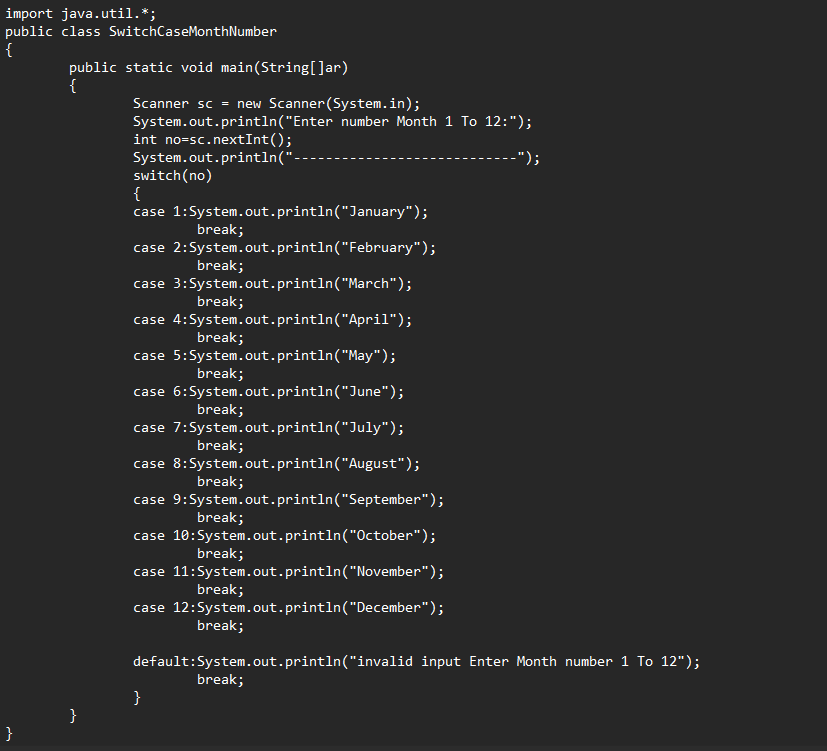 import java.util.*;
public class SwitchCaseMonthNumber
{
        public static void main(String[]ar)
        {
                Scanner sc = new Scanner(System.in);
                System.out.println("Enter number Month 1 To 12:");
                int no=sc.nextInt();
                System.out.println("----------------------------");
                switch(no)
                {
                case 1:System.out.println("January");
                        break;
                case 2:System.out.println("February");
                        break;
                case 3:System.out.println("March");
                        break;
                case 4:System.out.println("April");
                        break;
                case 5:System.out.println("May");
                        break;
                case 6:System.out.println("June");
                        break;
                case 7:System.out.println("July");
                        break;
                case 8:System.out.println("August");
                        break;
                case 9:System.out.println("September");
                        break;
                case 10:System.out.println("October");
                        break;
                case 11:System.out.println("November");
                        break;
                case 12:System.out.println("December");
                        break;

                default:System.out.println("invalid input Enter Month number 1 To 12");
                        break;
                }
        }
}